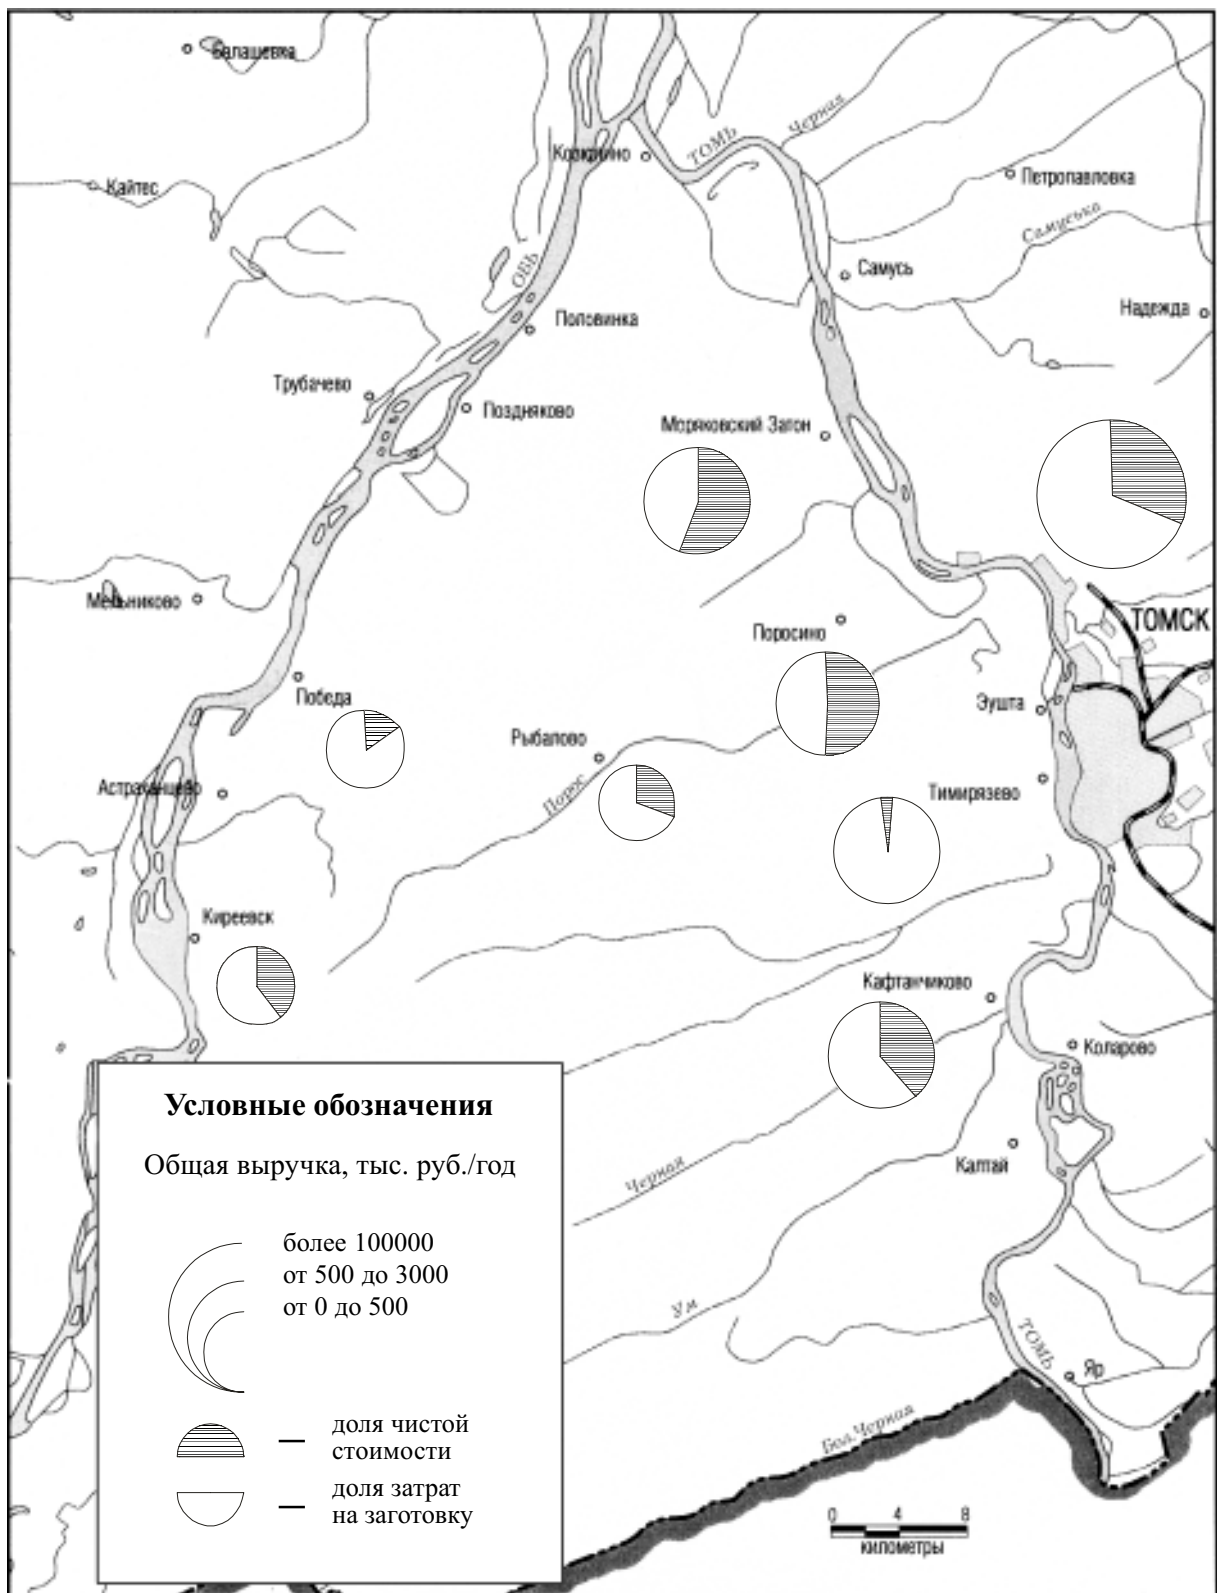 Балашевка
Кайтес
ТОМЬ
Черная
Петропавловка
Самуська
Самусь
Надежда
ОБЬ
Половинка
Трубачево
Поздняково
Моряковский Затон
Мельниково
Поросино
ТОМСК
Победа
Эушта
Рыбалово
Порос
Астраханцево
Тимирязево
Киреевск
Кафтанчиково
Коларово
Калтай
Черная
Ум
ТОМЬ
Яр
Бол.Черная
Условные обозначения
Общая выручка, тыс. руб./год
более 100000
от 500 до 3000
от 0 до 500
— доля чистой
стоимости
— доля затрат
на заготовку
0 4 8
километры